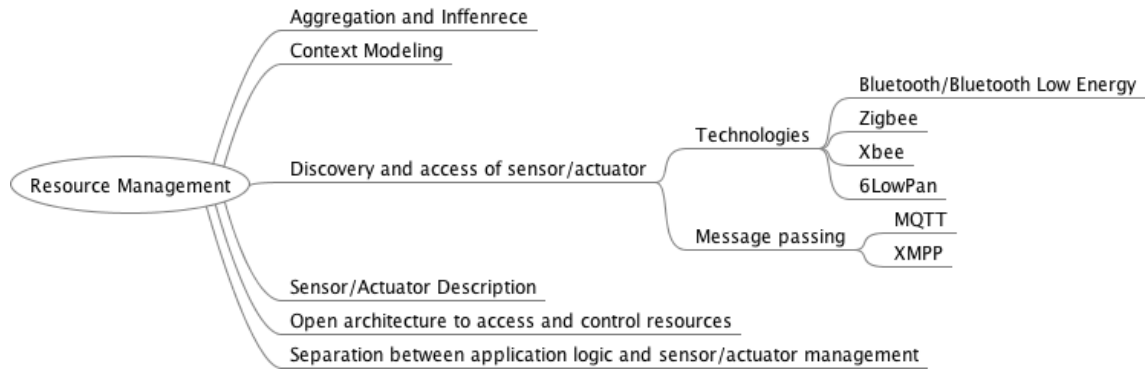 Aggregation and Inffenrece
Context Modeling
Bluetooth/Bluetooth Low Energy
Technologies
Zigbee
Xbee
6LowPan
Discovery and access of sensor/actuator
Resource Management
Message passing
MQTT
XMPP
Sensor/Actuator Description
Open architecture to access and control resources
Separation between application logic and sensor/actuator management